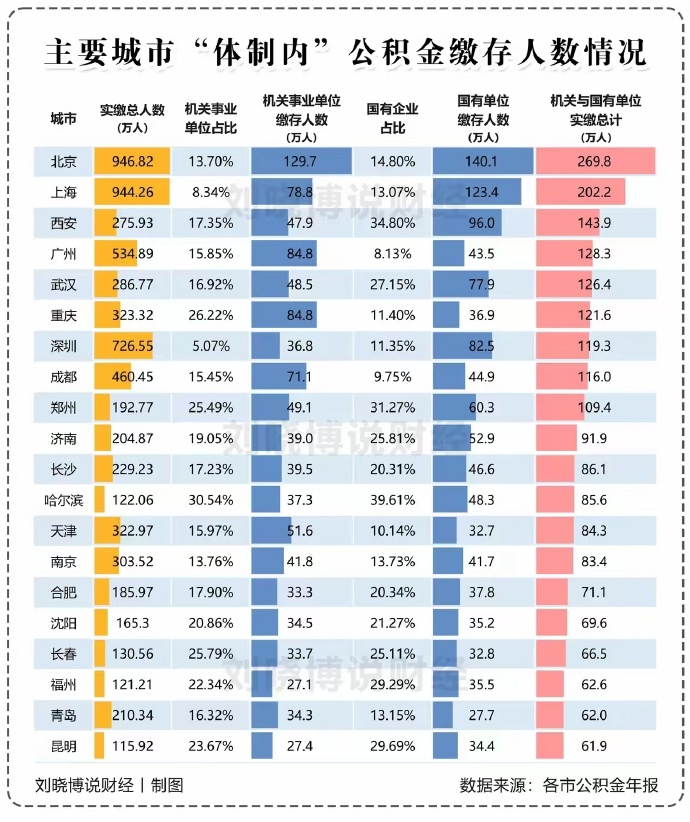 主要城市“体制内”公积金缴存人数情况
城市 实缴总人数(万人) 机关事业单位占比 机关事业单位缴存人数(万人) 国有企业占比 国有单位缴存人数(万人) 机关与国有单位实缴总计(万人)
北京 946.82 13.70% 129.7 14.80% 140.1 269.8
上海 944.26 8.34% 78.8 13.07% 123.4 202.2
西安 275.93 17.35% 47.9 34.80% 96.0 143.9
广州 534.89 15.85% 84.8 8.13% 43.5 128.3
武汉 286.77 16.92% 48.5 27.15% 77.9 126.4
重庆 323.32 26.22% 84.8 11.40% 36.9 121.6
深圳 726.55 5.07% 36.8 11.35% 82.5 119.3
成都 460.45 15.45% 71.1 9.75% 44.9 116.0
郑州 192.77 25.49% 49.1 31.27% 60.3 109.4
济南 204.87 19.05% 39.0 25.81% 52.9 91.9
长沙 229.23 17.23% 39.5 20.31% 46.6 86.1
哈尔滨 122.06 30.54% 37.3 39.61% 48.3 85.6
天津 322.97 15.97% 51.6 10.14% 32.7 84.3
南京 303.52 13.76% 41.8 13.73% 41.7 83.4
合肥 185.97 17.90% 33.3 20.34% 37.8 71.1
沈阳 165.3 20.86% 34.5 21.27% 35.2 69.6
长春 130.56 25.79% 33.7 25.11% 32.8 66.5
福州 121.21 22.34% 27.1 29.29% 35.5 62.6
青岛 210.34 16.32% 34.3 13.15% 27.7 62.0
昆明 115.92 23.67% 27.4 29.69% 34.4 61.9
刘晓博说财经丨制图 数据来源：各市公积金年报
刘晓博说财经
刘晓博说财经
刘晓博说财经